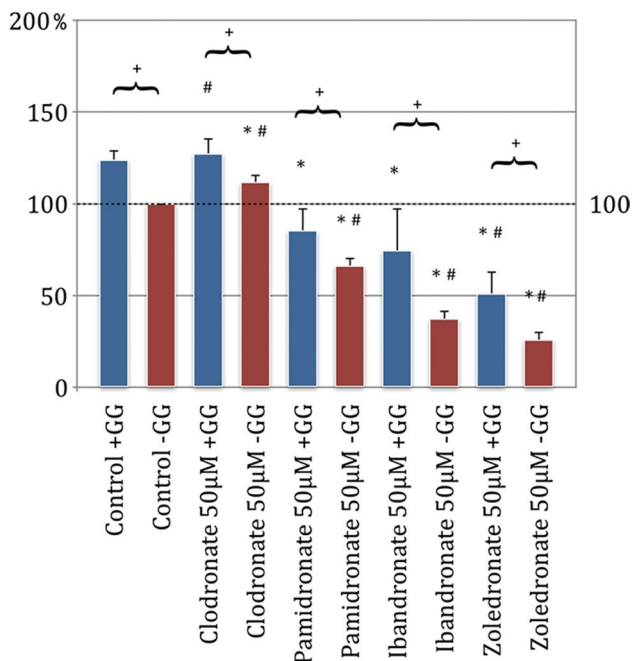 200%
150
100
50
0
100
+
+
+
+
+
#
* #
*
* #
*
* #
* #
* #
Control +GG
Control -GG
Clodronate 50μM +GG
Clodronate 50μM -GG
Pamidronate 50μM +GG
Pamidronate 50μM -GG
Ibandronate 50μM +GG
Ibandronate 50μM -GG
Zoledronate 50μM +GG
Zoledronate 50μM -GG